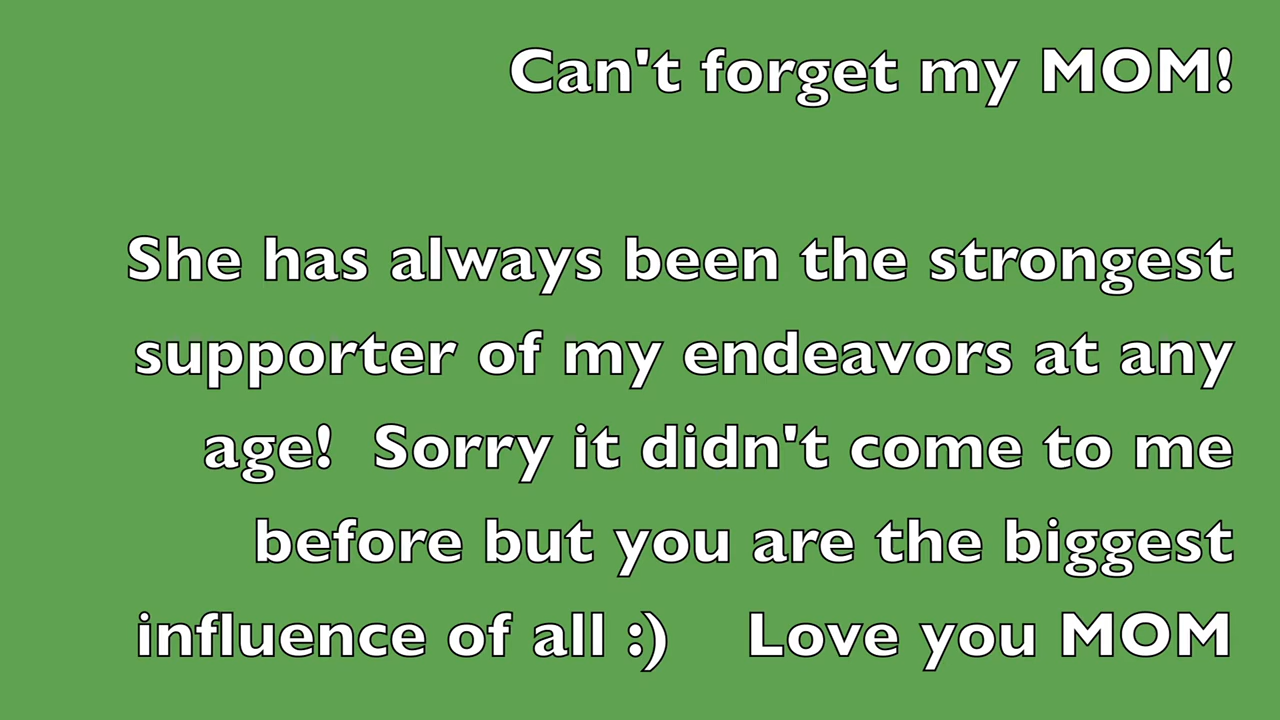 Can't forget my MOM!
She has always been the strongest
supporter of my endeavors at any
age!  Sorry it didn't come to me
before but you are the biggest
influence of all :)    Love you MOM